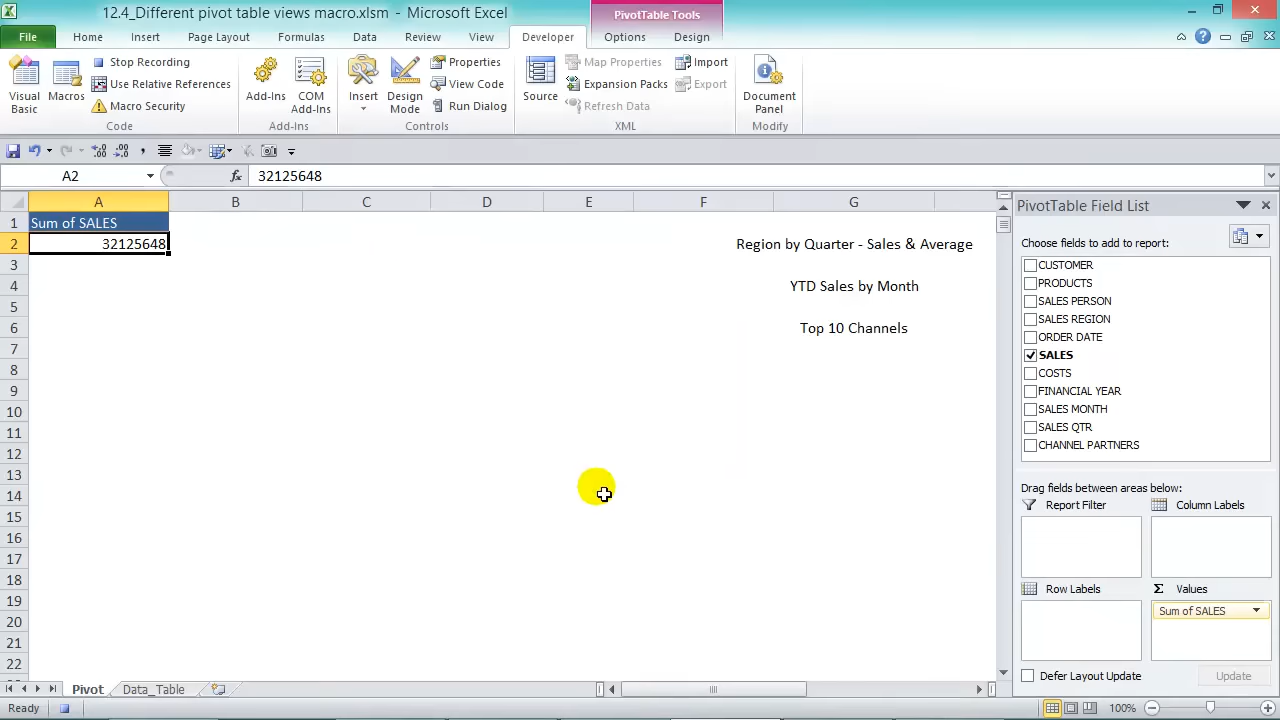 12.4_Different pivot table views macro.xlsm - Microsoft Excel
PivotTable Tools
File Home Insert Page Layout Formulas Data Review View Developer Options Design
Visual Basic
Macros
Stop Recording
Use Relative References
Macro Security
Code
Add-Ins
COM Add-Ins
Add-Ins
Insert
Design Mode
Properties
View Code
Run Dialog
Controls
Source
Map Properties
Expansion Packs
Refresh Data
Import
Export
XML
Document Panel
Modify
A2 fx 32125648
A B C D E F G
1 Sum of SALES
2 32125648 Region by Quarter - Sales & Average
3
4 YTD Sales by Month
5
6 Top 10 Channels
7
8
9
10
11
12
13
14
15
16
17
18
19
20
21
22
PivotTable Field List
Choose fields to add to report:
CUSTOMER
PRODUCTS
SALES PERSON
SALES REGION
ORDER DATE
SALES
COSTS
FINANCIAL YEAR
SALES MONTH
SALES QTR
CHANNEL PARTNERS
Drag fields between areas below:
Report Filter Column Labels
Row Labels Σ Values
Sum of SALES
Defer Layout Update Update
Pivot Data_Table
Ready 100%